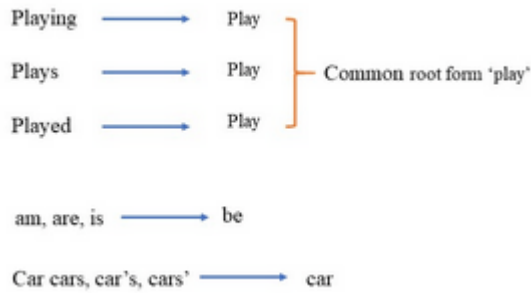 Playing Play
Plays Play Common root form ‘play’
Played Play
am, are, is be
Car cars, car’s, cars’ car